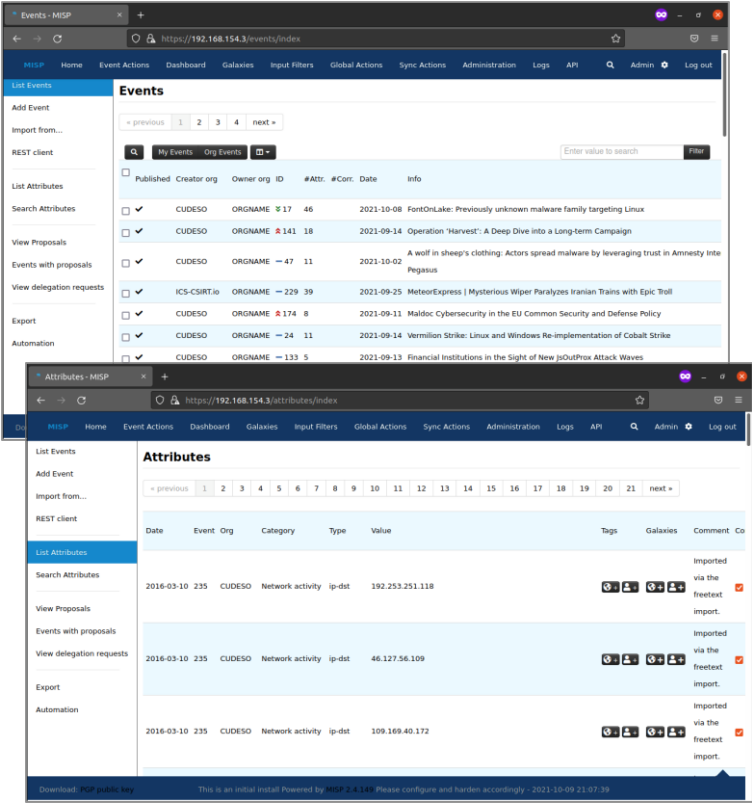 Events - MISP × +
https://192.168.154.3/events/index
MISP Home Event Actions Dashboard Galaxies Input Filters Global Actions Sync Actions Administration Logs API Admin Log out
List Events
Add Event
Import from...
REST client
List Attributes
Search Attributes
View Proposals
Events with proposals
View delegation requests
Export
Automation
Events
« previous 1 2 3 4 next »
My Events Org Events Enter value to search Filter
Published Creator org Owner org ID #Attr. #Corr. Date Info
CUDESO ORGNAME 17 46 2021-10-08 FontOnLake: Previously unknown malware family targeting Linux
CUDESO ORGNAME 141 18 2021-09-14 Operation 'Harvest': A Deep Dive into a Long-term Campaign
CUDESO ORGNAME 47 11 2021-10-02 A wolf in sheep's clothing: Actors spread malware by leveraging trust in Amnesty Inte
Pegasus
ICS-CSIRT.io ORGNAME 229 39 2021-09-25 MeteorExpress | Mysterious Wiper Paralyzes Iranian Trains with Epic Troll
CUDESO ORGNAME 174 8 2021-09-11 Maldoc Cybersecurity in the EU Common Security and Defense Policy
CUDESO ORGNAME 24 11 2021-09-14 Vermilion Strike: Linux and Windows Re-implementation of Cobalt Strike
CUDESO ORGNAME 133 5 2021-09-13 Financial Institutions in the Sight of New JsOutProx Attack Waves
Do
Attributes - MISP × +
https://192.168.154.3/attributes/index
MISP Home Event Actions Dashboard Galaxies Input Filters Global Actions Sync Actions Administration Logs API Admin Log out
List Events
Add Event
Import from...
REST client
List Attributes
Search Attributes
View Proposals
Events with proposals
View delegation requests
Export
Automation
Attributes
« previous 1 2 3 4 5 6 7 8 9 10 11 12 13 14 15 16 17 18 19 20 21 next »
Date Event Org Category Type Value Tags Galaxies Comment Co
2016-03-10 235 CUDESO Network activity ip-dst 192.253.251.118
Imported
via the
freetext
import.
2016-03-10 235 CUDESO Network activity ip-dst 46.127.56.109
Imported
via the
freetext
import.
2016-03-10 235 CUDESO Network activity ip-dst 109.169.40.172
Imported
via the
freetext
import.
Download: PGP public key This is an initial install Powered by MISP 2.4.148 Please configure and harden accordingly - 2021-10-09 21:07:39